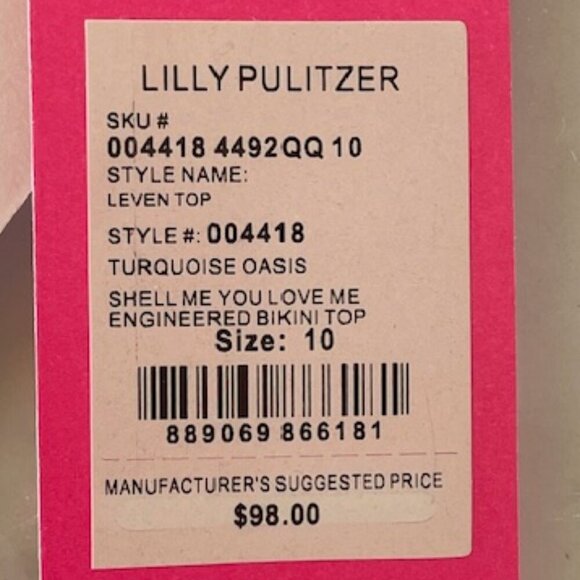 LILLY PULITZER
SKU #
004418 4492QQ 10
STYLE NAME:
LEVEN TOP
STYLE #: 004418
TURQUOISE OASIS
SHELL ME YOU LOVE ME
ENGINEERED BIKINI TOP
Size: 10
889069 866181
MANUFACTURER'S SUGGESTED PRICE
$98.00